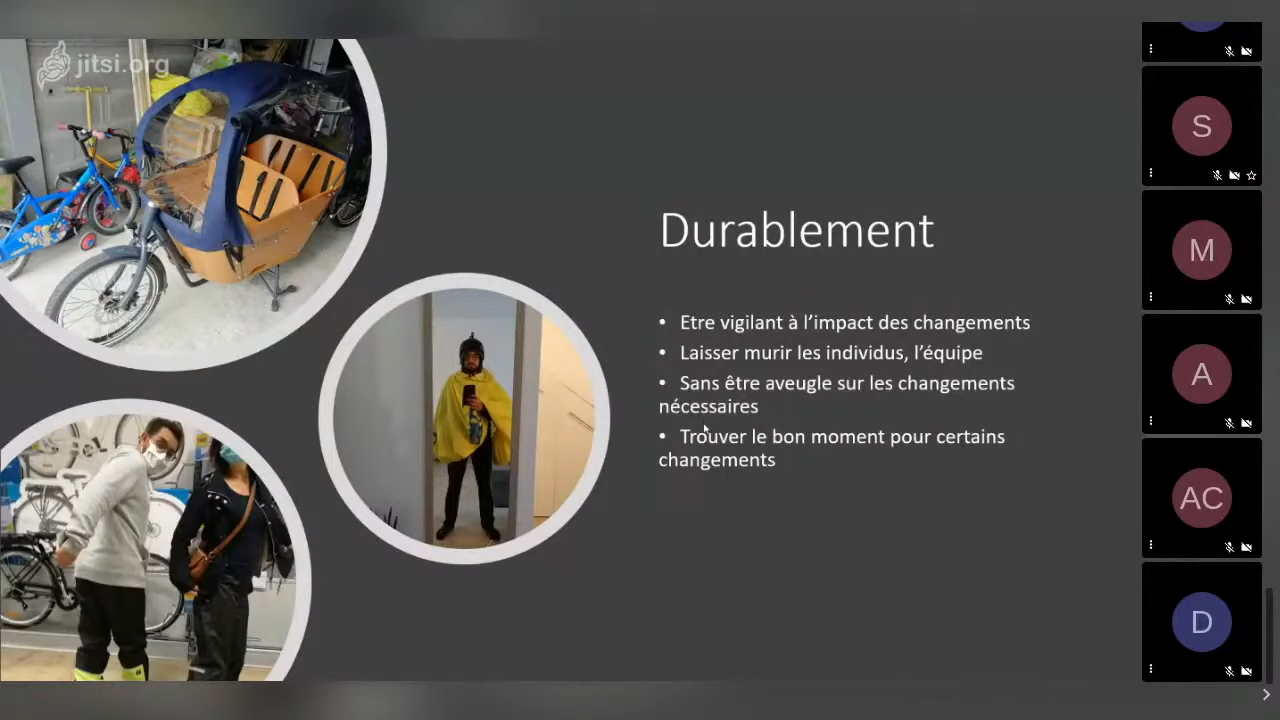 jitsi.org
Durablement
• Etre vigilant à l’impact des changements
• Laisser murir les individus, l’équipe
• Sans être aveugle sur les changements
nécessaires
• Trouver le bon moment pour certains
changements
S
M
A
AC
D